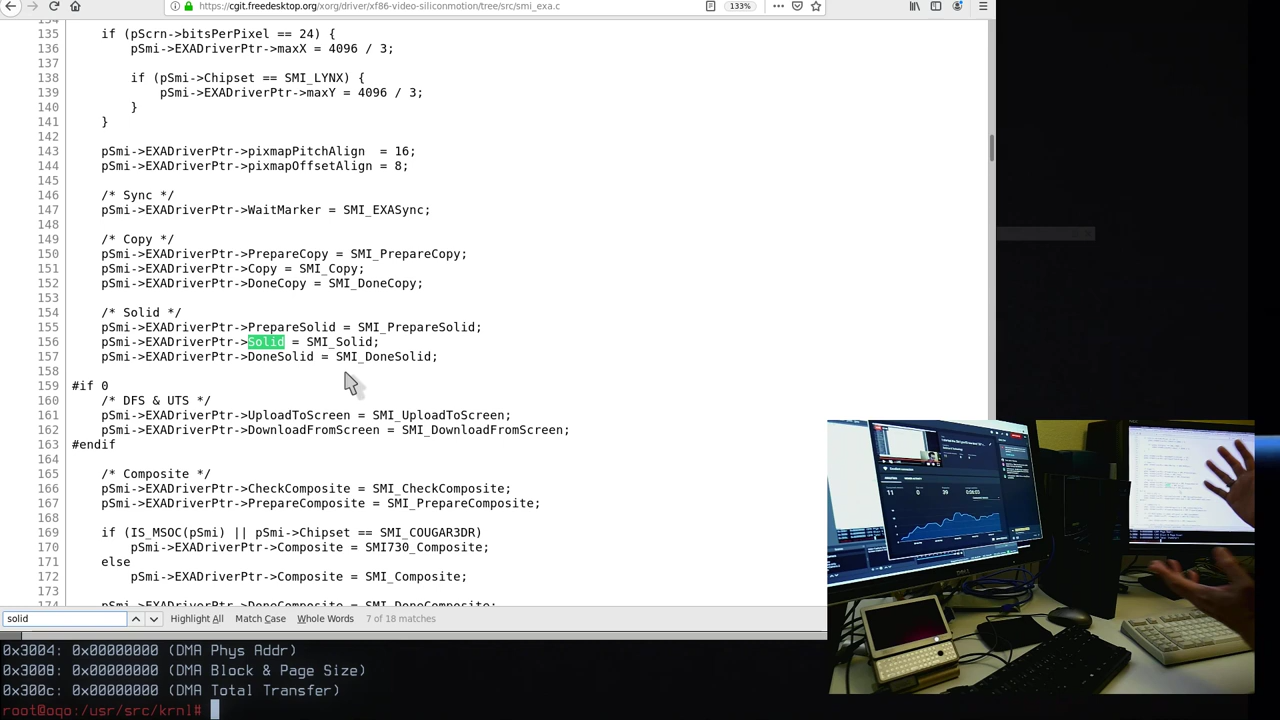 https://cgit.freedesktop.org/xorg/driver/xf86-video-siliconmotion/tree/src/smi_exa.c
133%
134
135 if (pScrn->bitsPerPixel == 24) {
136 pSmi->EXADriverPtr->maxX = 4096 / 3;
137
138 if (pSmi->Chipset == SMI_LYNX) {
139 pSmi->EXADriverPtr->maxY = 4096 / 3;
140 }
141 }
142
143 pSmi->EXADriverPtr->pixmapPitchAlign  = 16;
144 pSmi->EXADriverPtr->pixmapOffsetAlign = 8;
145
146 /* Sync */
147 pSmi->EXADriverPtr->WaitMarker = SMI_EXASync;
148
149 /* Copy */
150 pSmi->EXADriverPtr->PrepareCopy = SMI_PrepareCopy;
151 pSmi->EXADriverPtr->Copy = SMI_Copy;
152 pSmi->EXADriverPtr->DoneCopy = SMI_DoneCopy;
153
154 /* Solid */
155 pSmi->EXADriverPtr->PrepareSolid = SMI_PrepareSolid;
156 pSmi->EXADriverPtr->Solid = SMI_Solid;
157 pSmi->EXADriverPtr->DoneSolid = SMI_DoneSolid;
158
159 #if 0
160 /* DFS & UTS */
161 pSmi->EXADriverPtr->UploadToScreen = SMI_UploadToScreen;
162 pSmi->EXADriverPtr->DownloadFromScreen = SMI_DownloadFromScreen;
163 #endif
164
165 /* Composite */
166 pSmi->EXADriverPtr->CheckComposite = SMI_CheckComposite;
167 pSmi->EXADriverPtr->PrepareComposite = SMI_PrepareComposite;
168
169 if (IS_MSOC(pSmi) || pSmi->Chipset == SMI_COUGAR3DR)
170 pSmi->EXADriverPtr->Composite = SMI730_Composite;
171 else
172 pSmi->EXADriverPtr->Composite = SMI_Composite;
173
174 pSmi->EXADriverPtr->DoneComposite = SMI_DoneComposite;
solid Highlight All Match Case Whole Words 7 of 18 matches
0x3004: 0x00000000 (DMA Phys Addr)
0x3008: 0x00000000 (DMA Block & Page Size)
0x300c: 0x00000000 (DMA Total Transfer)
root@oqo:/usr/src/krnl#